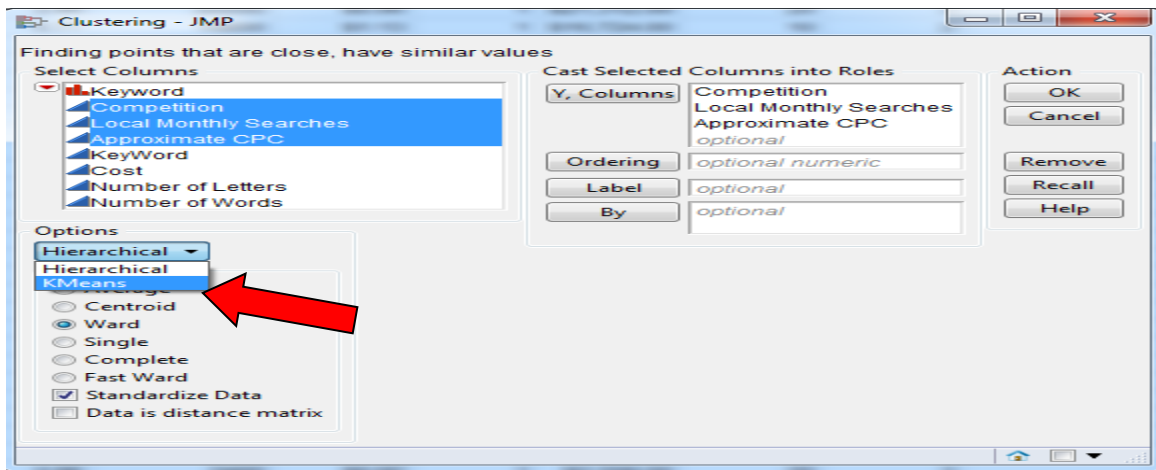 Clustering - JMP
Finding points that are close, have similar values
Select Columns
Keyword
Competition
Local Monthly Searches
Approximate CPC
KeyWord
Cost
Number of Letters
Number of Words
Cast Selected Columns into Roles
Y, Columns
Competition
Local Monthly Searches
Approximate CPC
optional
Ordering
optional numeric
Label
optional
By
optional
Action
OK
Cancel
Remove
Recall
Help
Options
Hierarchical
Hierarchical
KMeans
Average
Centroid
Ward
Single
Complete
Fast Ward
Standardize Data
Data is distance matrix